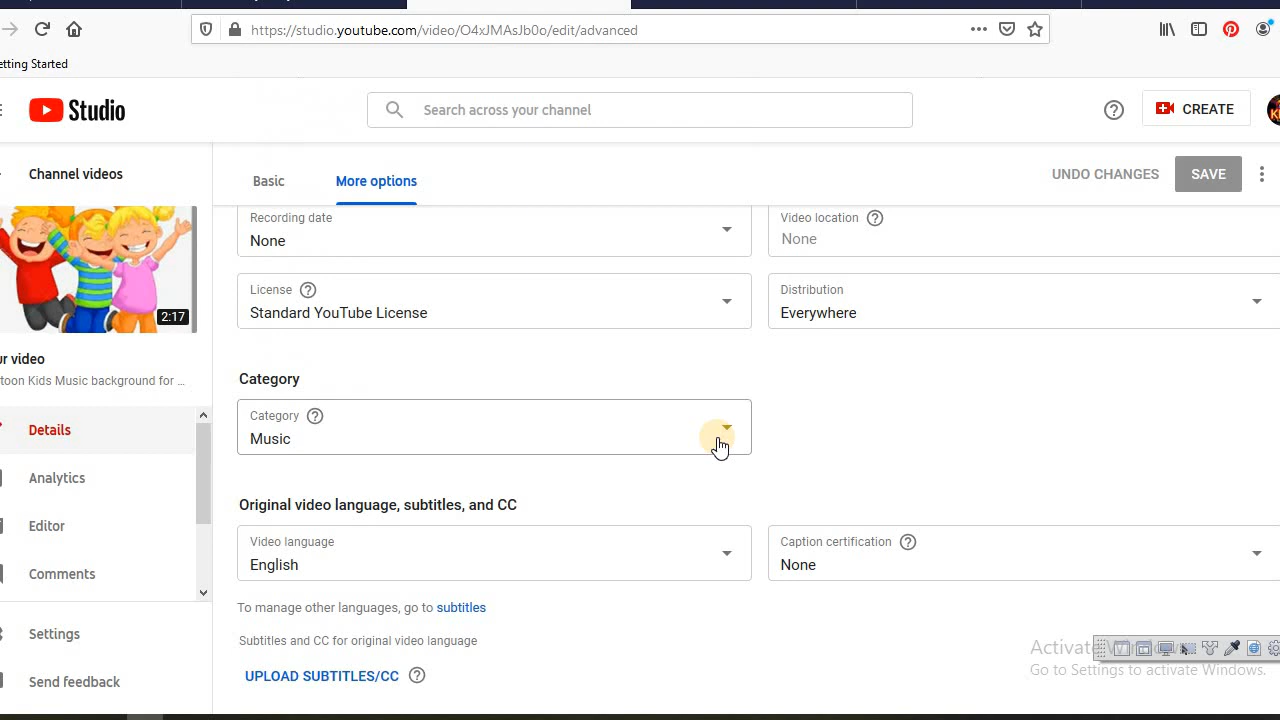 https://studio.youtube.com/video/O4xJMAsJb0o/edit/advanced
etting Started
Studio
Search across your channel
CREATE
Channel videos
Basic
More options
UNDO CHANGES
SAVE
Recording date
None
Video location
None
License
Standard YouTube License
Distribution
Everywhere
2:17
ur video
toon Kids Music background for ...
Category
Category
Music
Details
Analytics
Editor
Comments
Settings
Send feedback
Original video language, subtitles, and CC
Video language
English
Caption certification
None
To manage other languages, go to subtitles
Subtitles and CC for original video language
UPLOAD SUBTITLES/CC
Activate
Go to Settings to activate Windows.